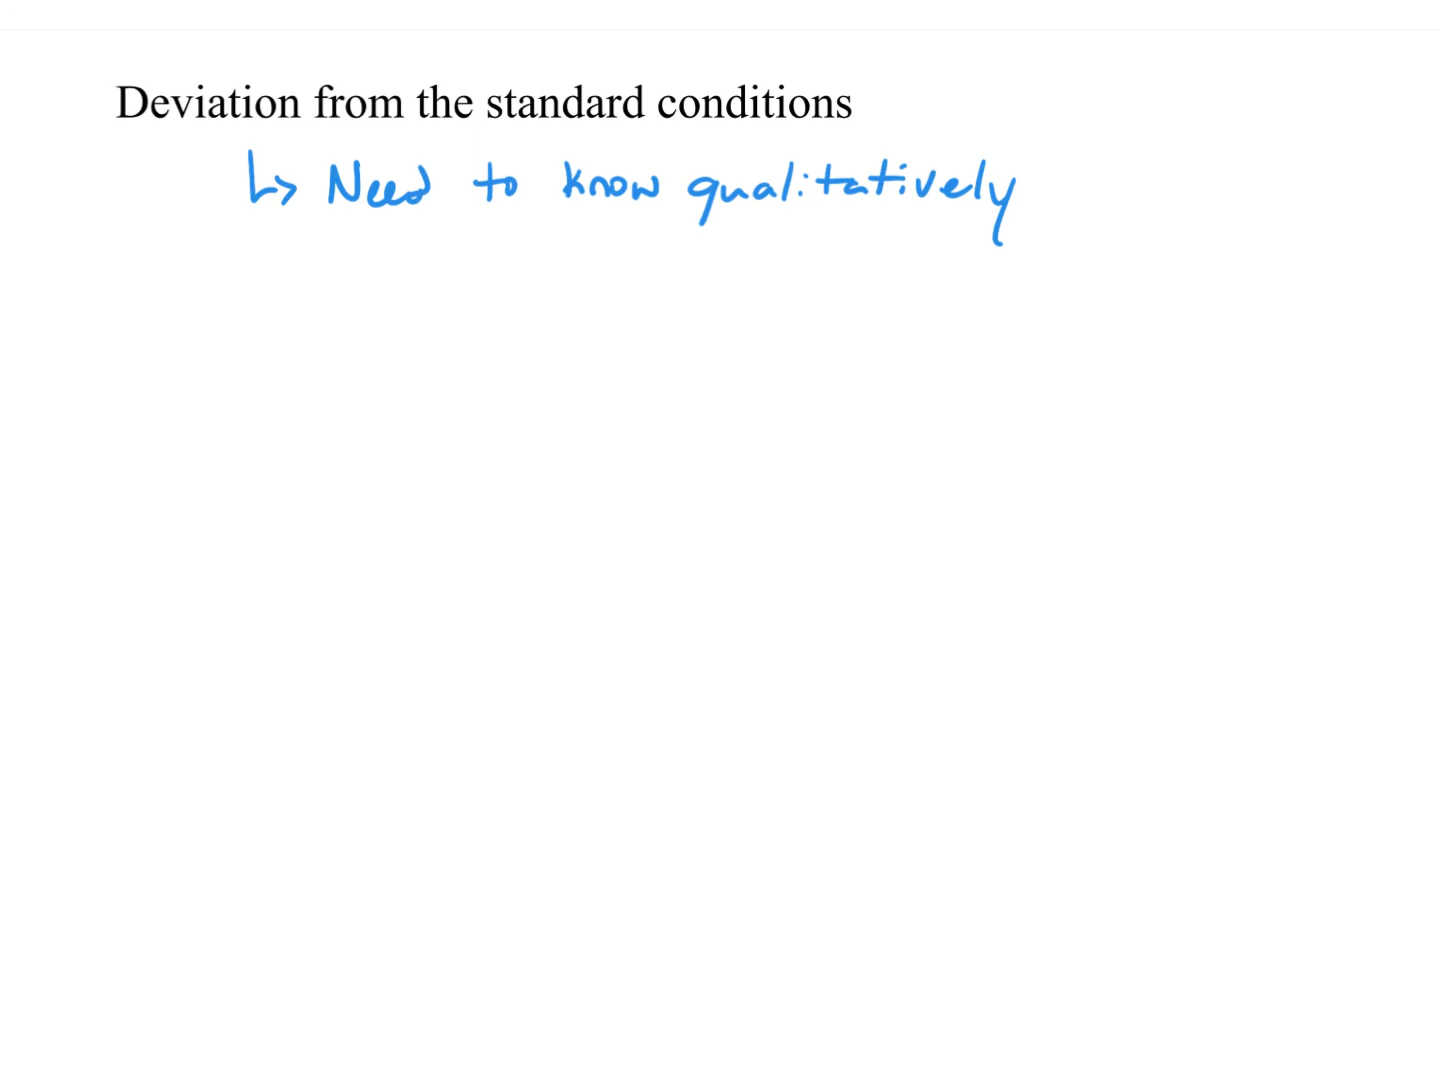 Deviation from the standard conditions
↳ Need to know qualitatively